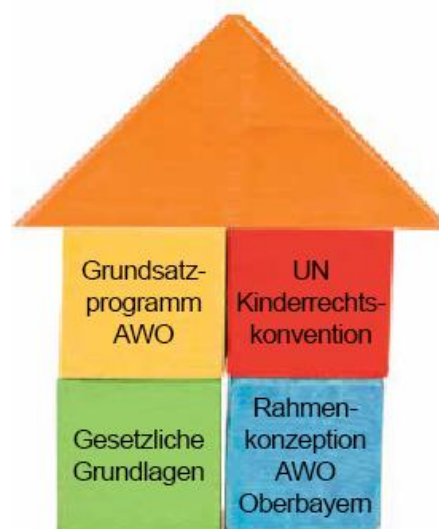 Grundsatz-
programm
AWO
UN
Kinderrechts-
konvention
Gesetzliche
Grundlagen
Rahmen-
konzeption
AWO
Oberbayern